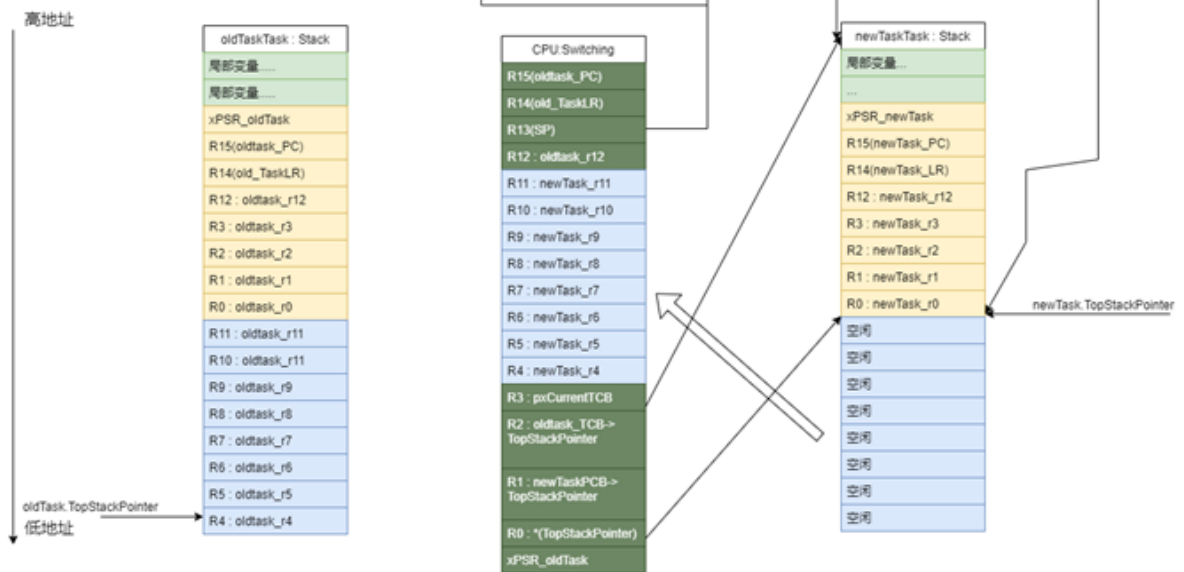 高地址
oldTaskTask : Stack
局部变量.....
局部变量.....
xPSR_oldTask
R15(oldtask_PC)
R14(old_TaskLR)
R12 : oldtask_r12
R3 : oldtask_r3
R2 : oldtask_r2
R1 : oldtask_r1
R0 : oldtask_r0
R11 : oldtask_r11
R10 : oldtask_r11
R9 : oldtask_r9
R8 : oldtask_r8
R7 : oldtask_r7
R6 : oldtask_r6
R5 : oldtask_r5
R4 : oldtask_r4
oldTask.TopStackPointer
低地址
CPU:Switching
R15(oldtask_PC)
R14(old_TaskLR)
R13(SP)
R12 : oldtask_r12
R11 : newTask_r11
R10 : newTask_r10
R9 : newTask_r9
R8 : newTask_r8
R7 : newTask_r7
R6 : newTask_r6
R5 : newTask_r5
R4 : newTask_r4
R3 : pxCurrentTCB
R2 : oldtask_TCB->
TopStackPointer
R1 : newTaskPCB->
TopStackPointer
R0 : *(TopStackPointer)
xPSR_oldTask
newTaskTask : Stack
局部变量...
...
xPSR_newTask
R15(newTask_PC)
R14(newTask_LR)
R12 : newTask_r12
R3 : newTask_r3
R2 : newTask_r2
R1 : newTask_r1
R0 : newTask_r0
空闲
空闲
空闲
空闲
空闲
空闲
空闲
空闲
newTask.TopStackPointer